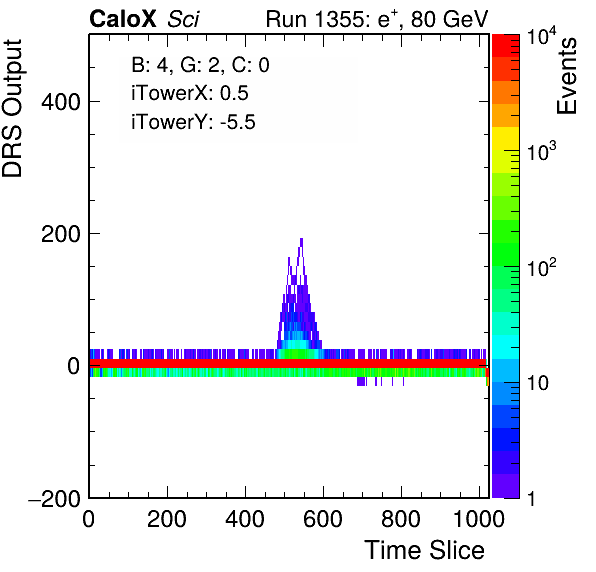 CaloX Sci Run 1355: e⁺, 80 GeV
B: 4, G: 2, C: 0
iTowerX: 0.5
iTowerY: -5.5
DRS Output
400
200
0
−200
0 200 400 600 800 1000
Time Slice
Events
10⁴
10³
10²
10
1